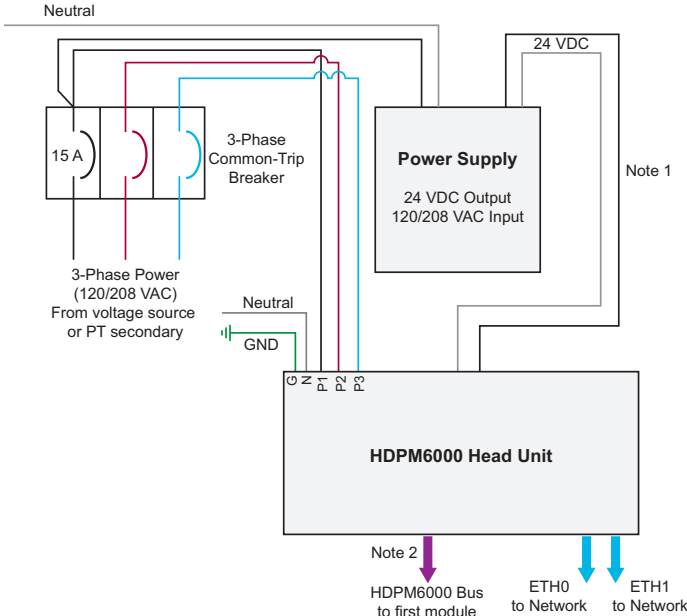 Neutral
24 VDC
15 A
3-Phase
Common-Trip
Breaker
Power Supply
24 VDC Output
120/208 VAC Input
Note 1
3-Phase Power
(120/208 VAC)
From voltage source
or PT secondary
Neutral
GND
G
N
P1
P2
P3
HDPM6000 Head Unit
Note 2
HDPM6000 Bus
to first module
ETH0
to Network
ETH1
to Network